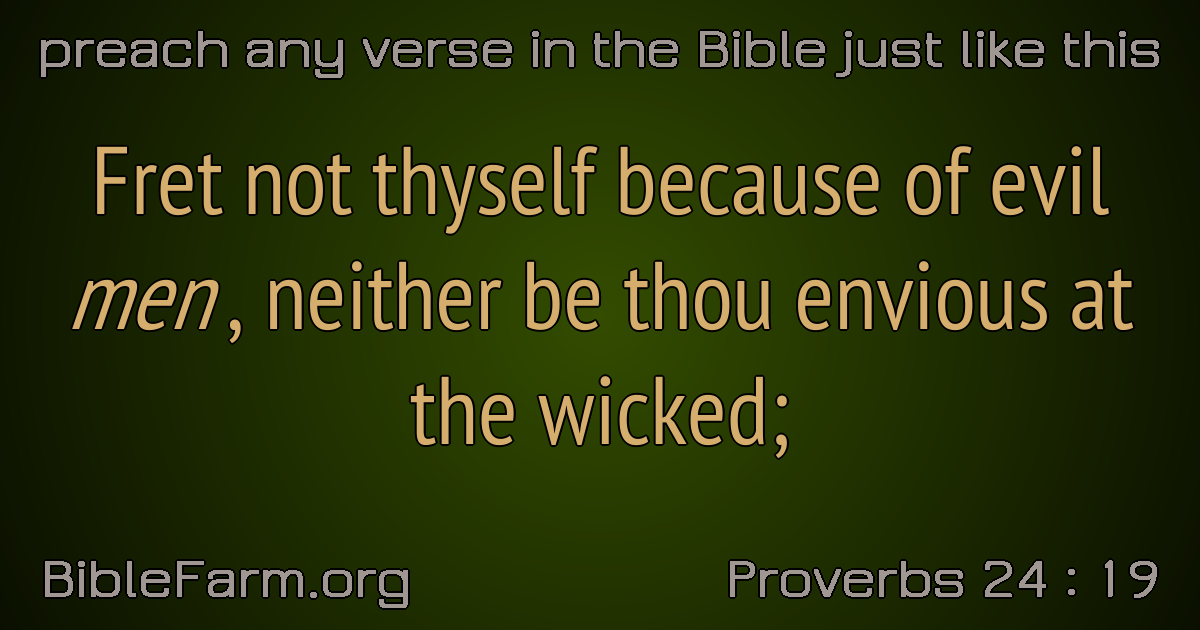 preach any verse in the Bible just like this
Fret not thyself because of evil
men, neither be thou envious at
the wicked;
BibleFarm.org
Proverbs 24 : 19